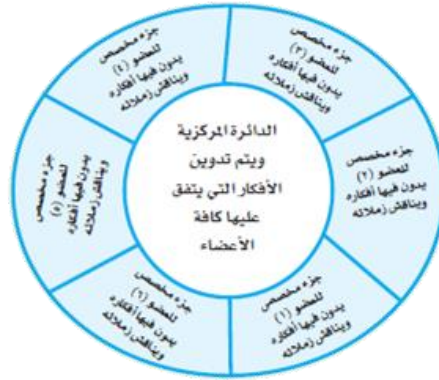 الدائرة المركزية
ويتم تدوين
الأفكار التي يتفق
عليها كافة
الأعضاء
جزء مخصص
للعضو (١)
يدون فيها أفكاره
ويناقش زملائه
جزء مخصص
للعضو (٢)
يدون فيها أفكاره
ويناقش زملائه
جزء مخصص
للعضو (٣)
يدون فيها أفكاره
ويناقش زملائه
جزء مخصص
للعضو (٤)
يدون فيها أفكاره
ويناقش زملائه
جزء مخصص
للعضو (٥)
يدون فيها أفكاره
ويناقش زملائه
جزء مخصص
للعضو (٦)
يدون فيها أفكاره
ويناقش زملائه